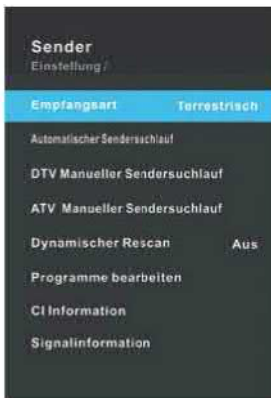 Sender
Einstellung /
Empfangsart Terrestrisch
Automatischer Sendersuchlauf
DTV Manueller Sendersuchlauf
ATV Manueller Sendersuchlauf
Dynamischer Rescan Aus
Programme bearbeiten
CI Information
Signalinformation